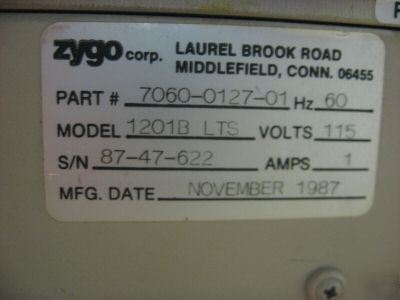 zygo corp. LAUREL BROOK ROAD
MIDDLEFIELD, CONN. 06455
PART # 7060-0127-01 Hz 60
MODEL 1201B LTS VOLTS 115
S/N 87-47-622 AMPS 1
MFG. DATE NOVEMBER 1987